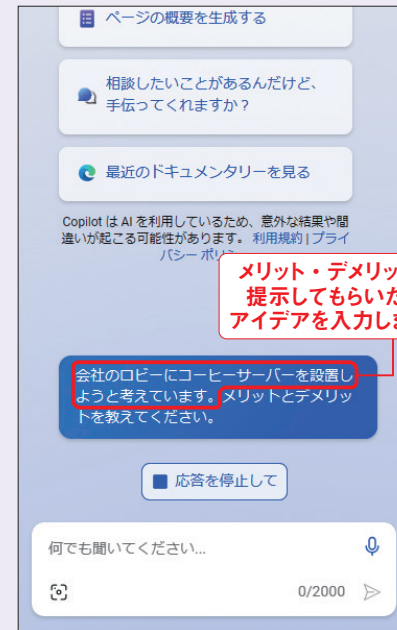 ページの概要を生成する
相談したいことがあるんだけど、
手伝ってくれますか？
最近のドキュメンタリーを見る
Copilot は AI を利用しているため、意外な結果や間
違いが起こる可能性があります。 利用規約 | プライ
バシー ポリシー
メリット・デメリッ
提示してもらいた
アイデアを入力しま
会社のロビーにコーヒーサーバーを設置し
ようと考えています。メリットとデメリッ
トを教えてください。
応答を停止して
何でも聞いてください...
0/2000